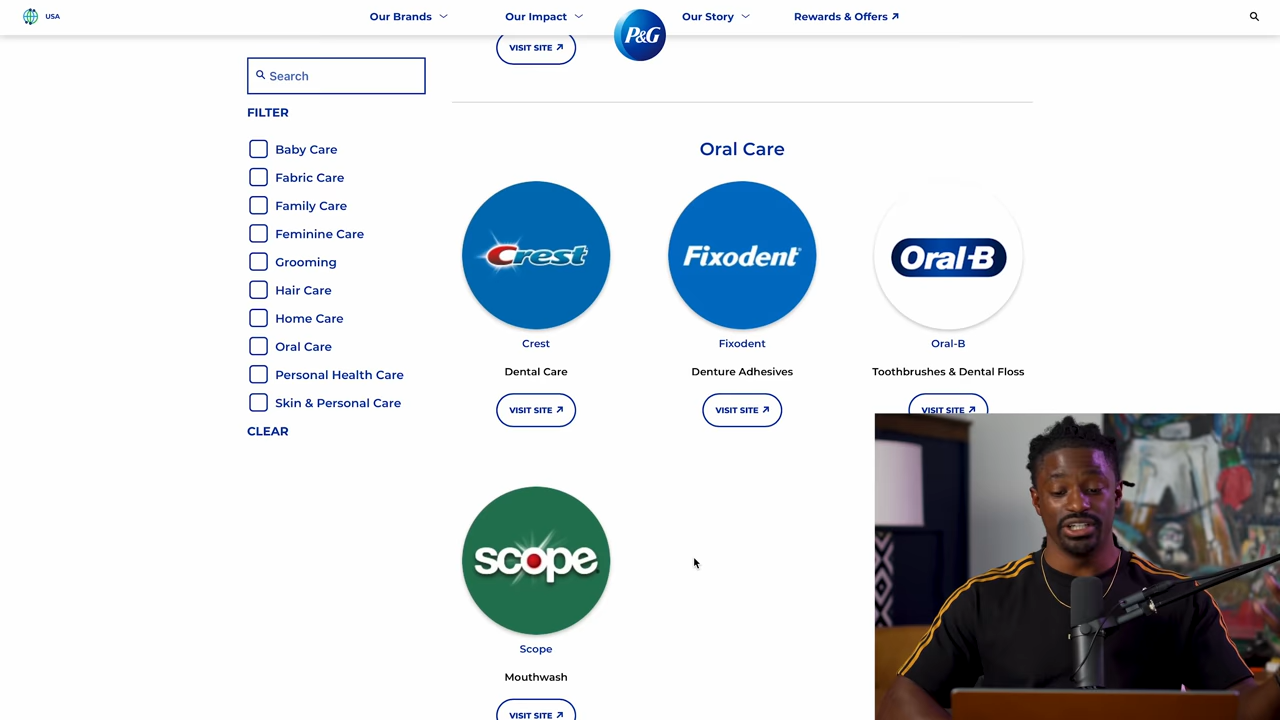 USA
Our Brands
Our Impact
P&G
Our Story
Rewards & Offers
VISIT SITE
Search
FILTER
Baby Care
Fabric Care
Family Care
Feminine Care
Grooming
Hair Care
Home Care
Oral Care
Personal Health Care
Skin & Personal Care
CLEAR
Oral Care
Crest
Fixodent
Oral-B
Crest
Fixodent
Oral-B
Dental Care
Denture Adhesives
Toothbrushes & Dental Floss
VISIT SITE
VISIT SITE
VISIT SITE
scope
Scope
Mouthwash
VISIT SITE